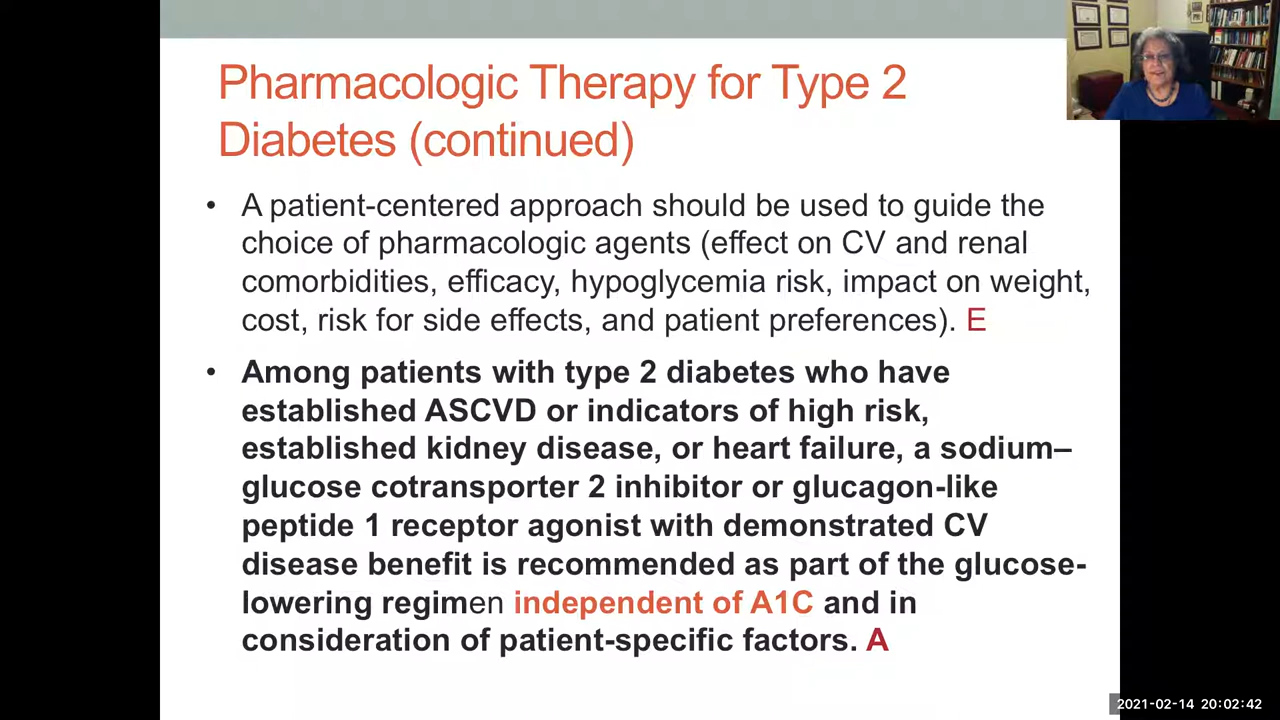 Pharmacologic Therapy for Type 2
Diabetes (continued)
• A patient-centered approach should be used to guide the
choice of pharmacologic agents (effect on CV and renal
comorbidities, efficacy, hypoglycemia risk, impact on weight,
cost, risk for side effects, and patient preferences). E
• Among patients with type 2 diabetes who have
established ASCVD or indicators of high risk,
established kidney disease, or heart failure, a sodium–
glucose cotransporter 2 inhibitor or glucagon-like
peptide 1 receptor agonist with demonstrated CV
disease benefit is recommended as part of the glucose-
lowering regimen independent of A1C and in
consideration of patient-specific factors. A
2021-02-14 20:02:42